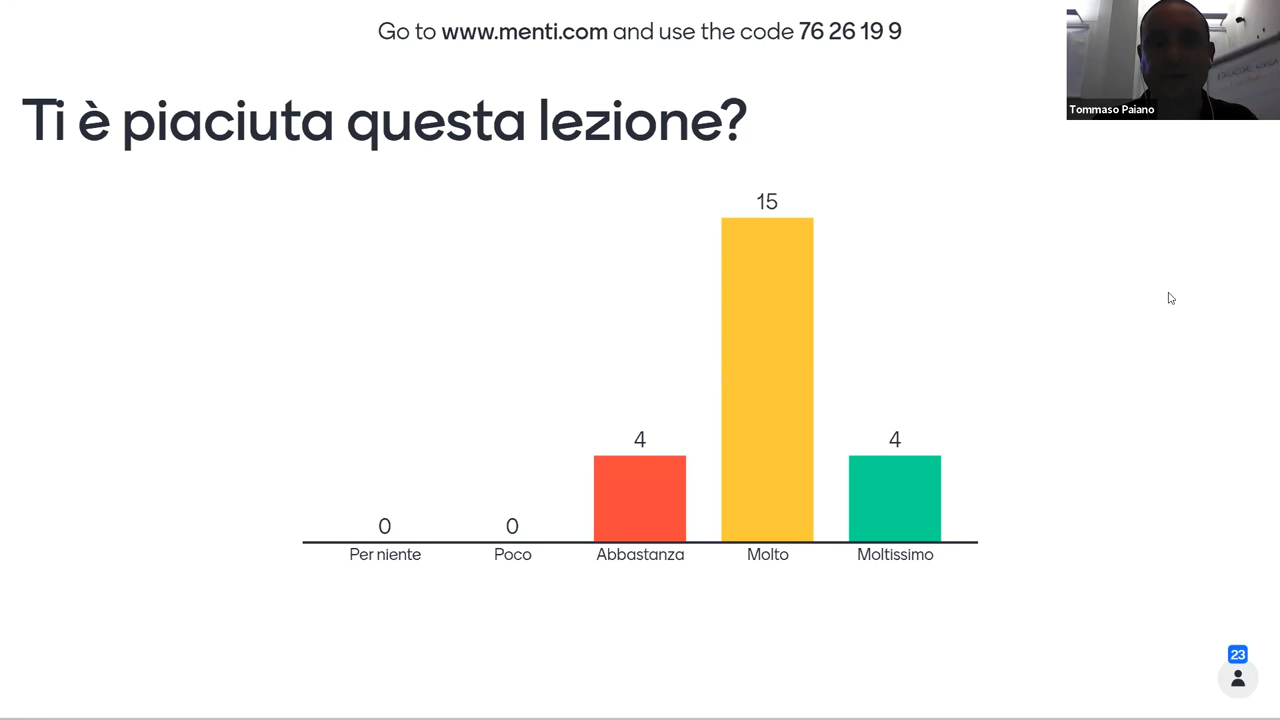 Go to www.menti.com and use the code 76 26 19 9
Tommaso Paiano
Ti è piaciuta questa lezione?
15
4
4
0
0
Per niente
Poco
Abbastanza
Molto
Moltissimo
23